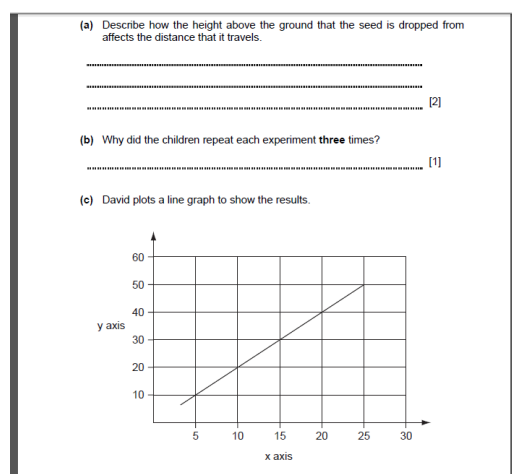 (a) Describe how the height above the ground that the seed is dropped from
affects the distance that it travels.
[2]
(b) Why did the children repeat each experiment three times?
[1]
(c) David plots a line graph to show the results.
60
50
40
y axis
30
20
10
5 10 15 20 25 30
x axis